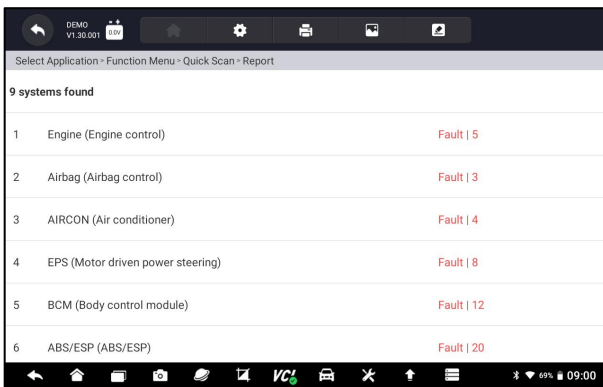 DEMO
V1.30.001
0.0V
Select Application > Function Menu > Quick Scan > Report
9 systems found
1 Engine (Engine control) Fault | 5
2 Airbag (Airbag control) Fault | 3
3 AIRCON (Air conditioner) Fault | 4
4 EPS (Motor driven power steering) Fault | 8
5 BCM (Body control module) Fault | 12
6 ABS/ESP (ABS/ESP) Fault | 20
VCI 69% 09:00